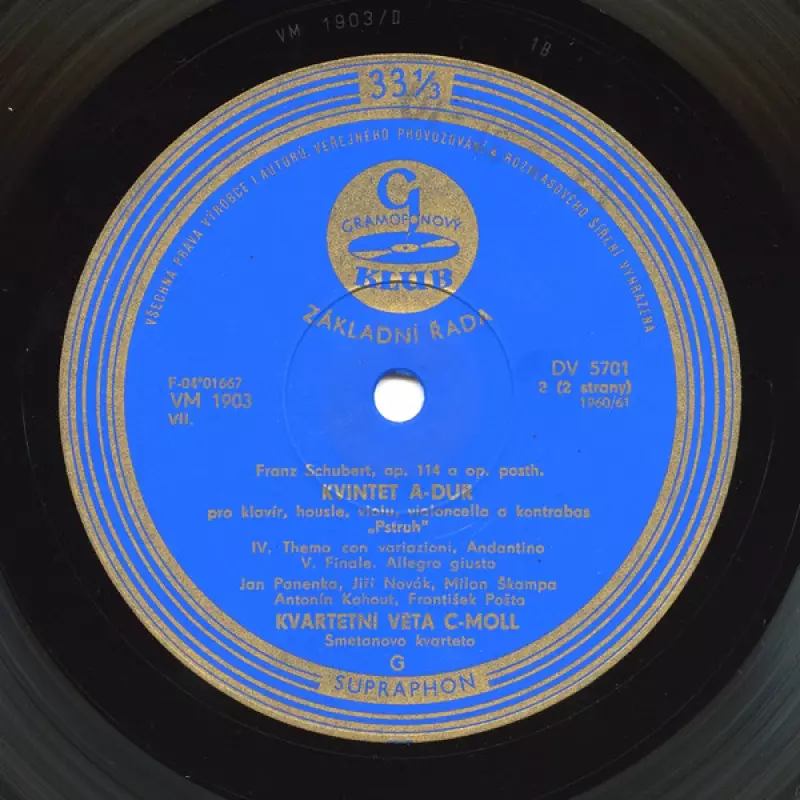 VM 1903/D
1B
33⅓
VŠECHNA PRÁVA VÝROBCE I AUTORŮ, VEŘEJNÉHO PROVOZOVÁNÍ A ROZHLASOVÉHO ŠÍŘENÍ VYHRAZENA
G
GRAMOFONOVÝ
KLUB
ZÁKLADNÍ ŘADA
F-04*01667
VM 1903
VII.
DV 5701
2 (2 strany)
1960/61
Franz Schubert, op. 114 a op. posth.
KVINTET A-DUR
pro klavír, housle, violu, violoncello a kontrabas
„Pstruh"
IV. Thema con variazioni, Andantino
V. Finale. Allegro giusto
Jan Panenka, Jiří Novák, Milan Škampa
Antonín Kohout, František Pošta
KVARTETNÍ VĚTA C-MOLL
Smetanovo kvarteto
G
SUPRAPHON